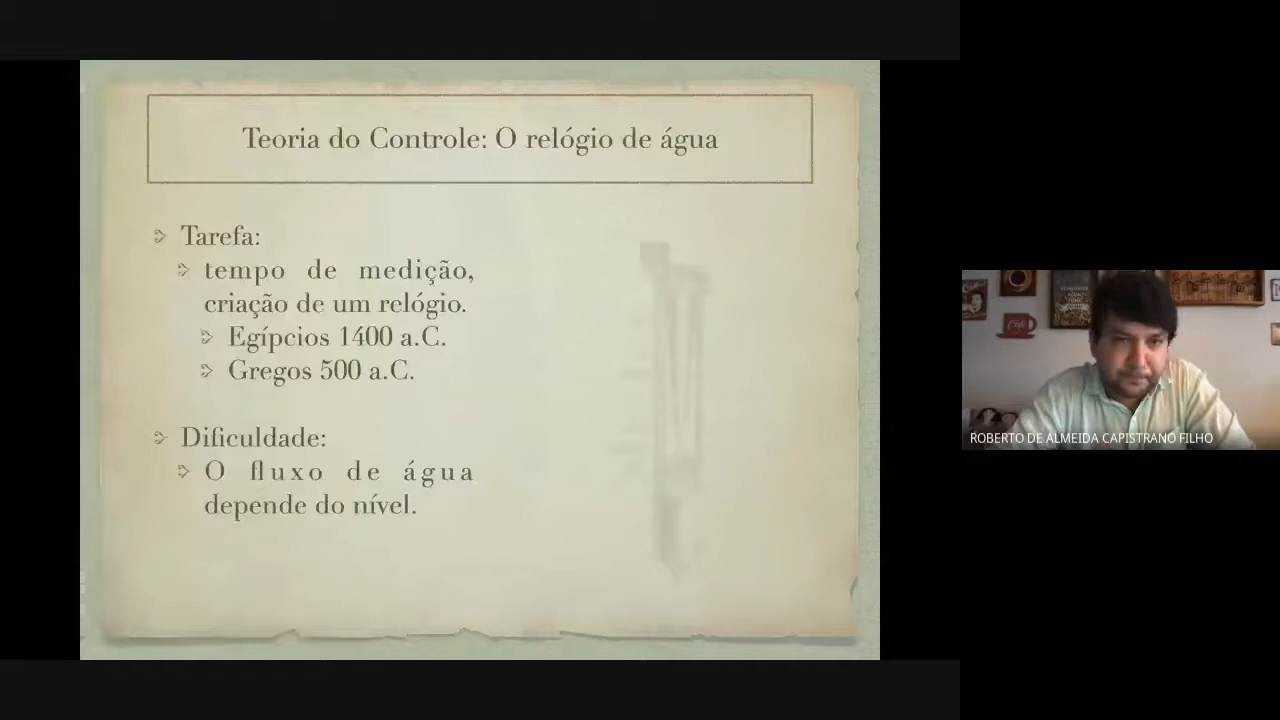 Teoria do Controle: O relógio de água
Tarefa:
tempo de medição,
criação de um relógio.
Egípcios 1400 a.C.
Gregos 500 a.C.
Dificuldade:
O fluxo de água
depende do nível.
ROBERTO DE ALMEIDA CAPISTRANO FILHO